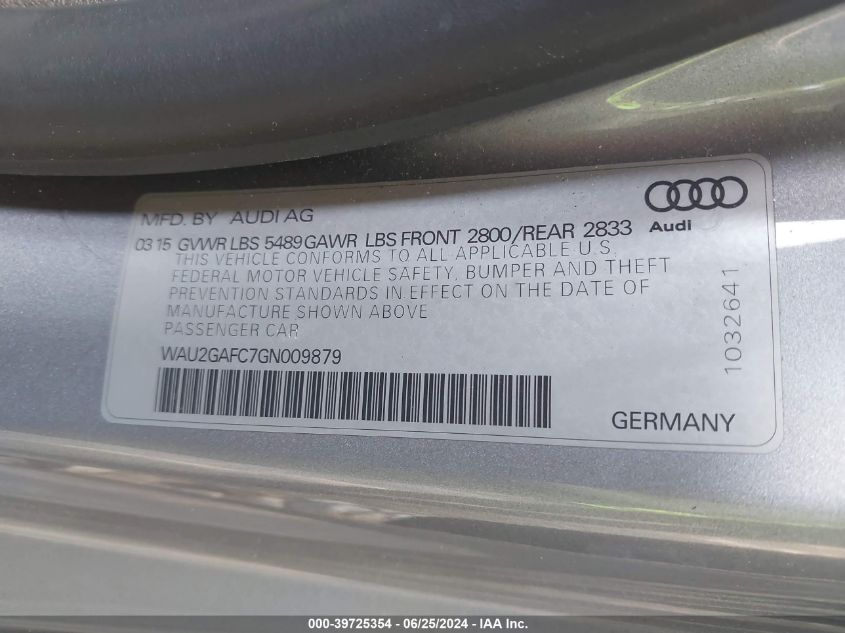 MFD. BY AUDI AG
03 15 GVWR LBS 5489 GAWR LBS FRONT 2800/REAR 2833
Audi
THIS VEHICLE CONFORMS TO ALL APPLICABLE U.S
FEDERAL MOTOR VEHICLE SAFETY, BUMPER AND THEFT
PREVENTION STANDARDS IN EFFECT ON THE DATE OF
MANUFACTURE SHOWN ABOVE
PASSENGER CAR
WAU2GAFC7GN009879
1032641
GERMANY
000-39725354 - 06/25/2024 - IAA Inc.